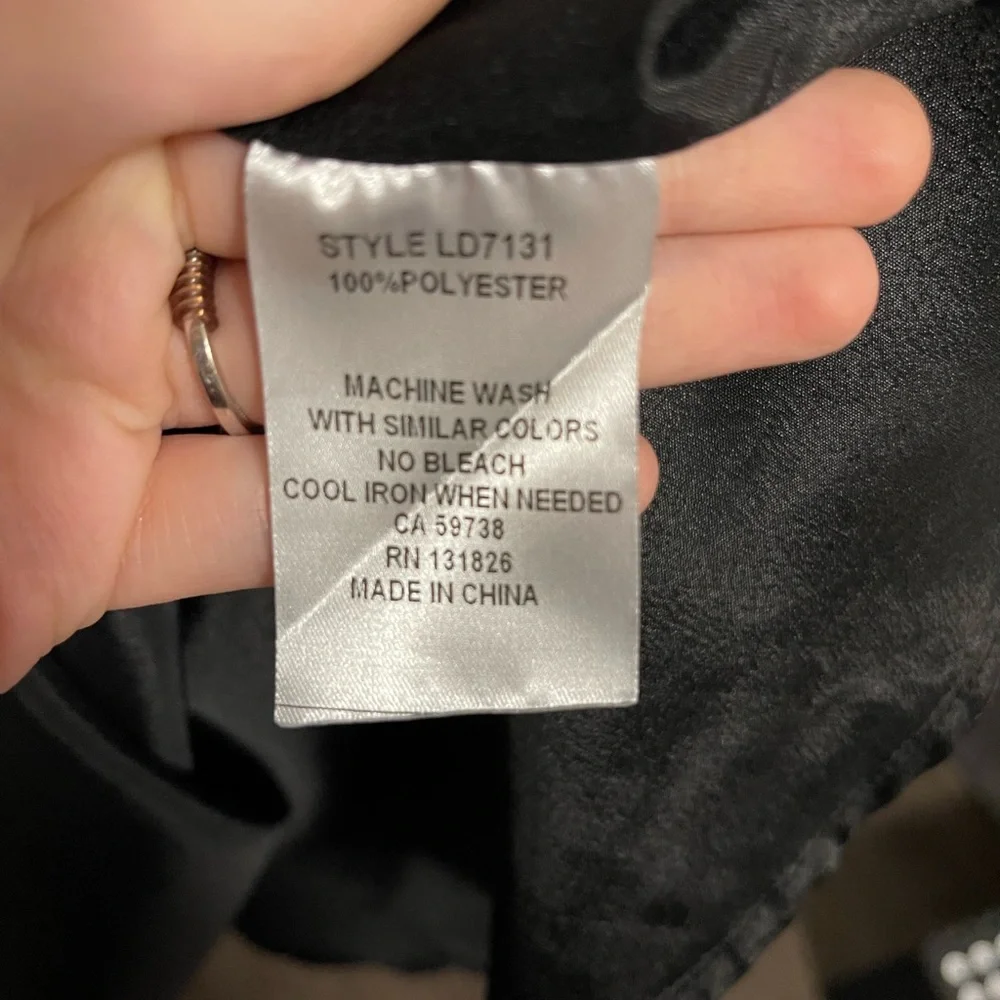 STYLE LD7131
100%POLYESTER
MACHINE WASH
WITH SIMILAR COLORS
NO BLEACH
COOL IRON WHEN NEEDED
CA 59738
RN 131826
MADE IN CHINA